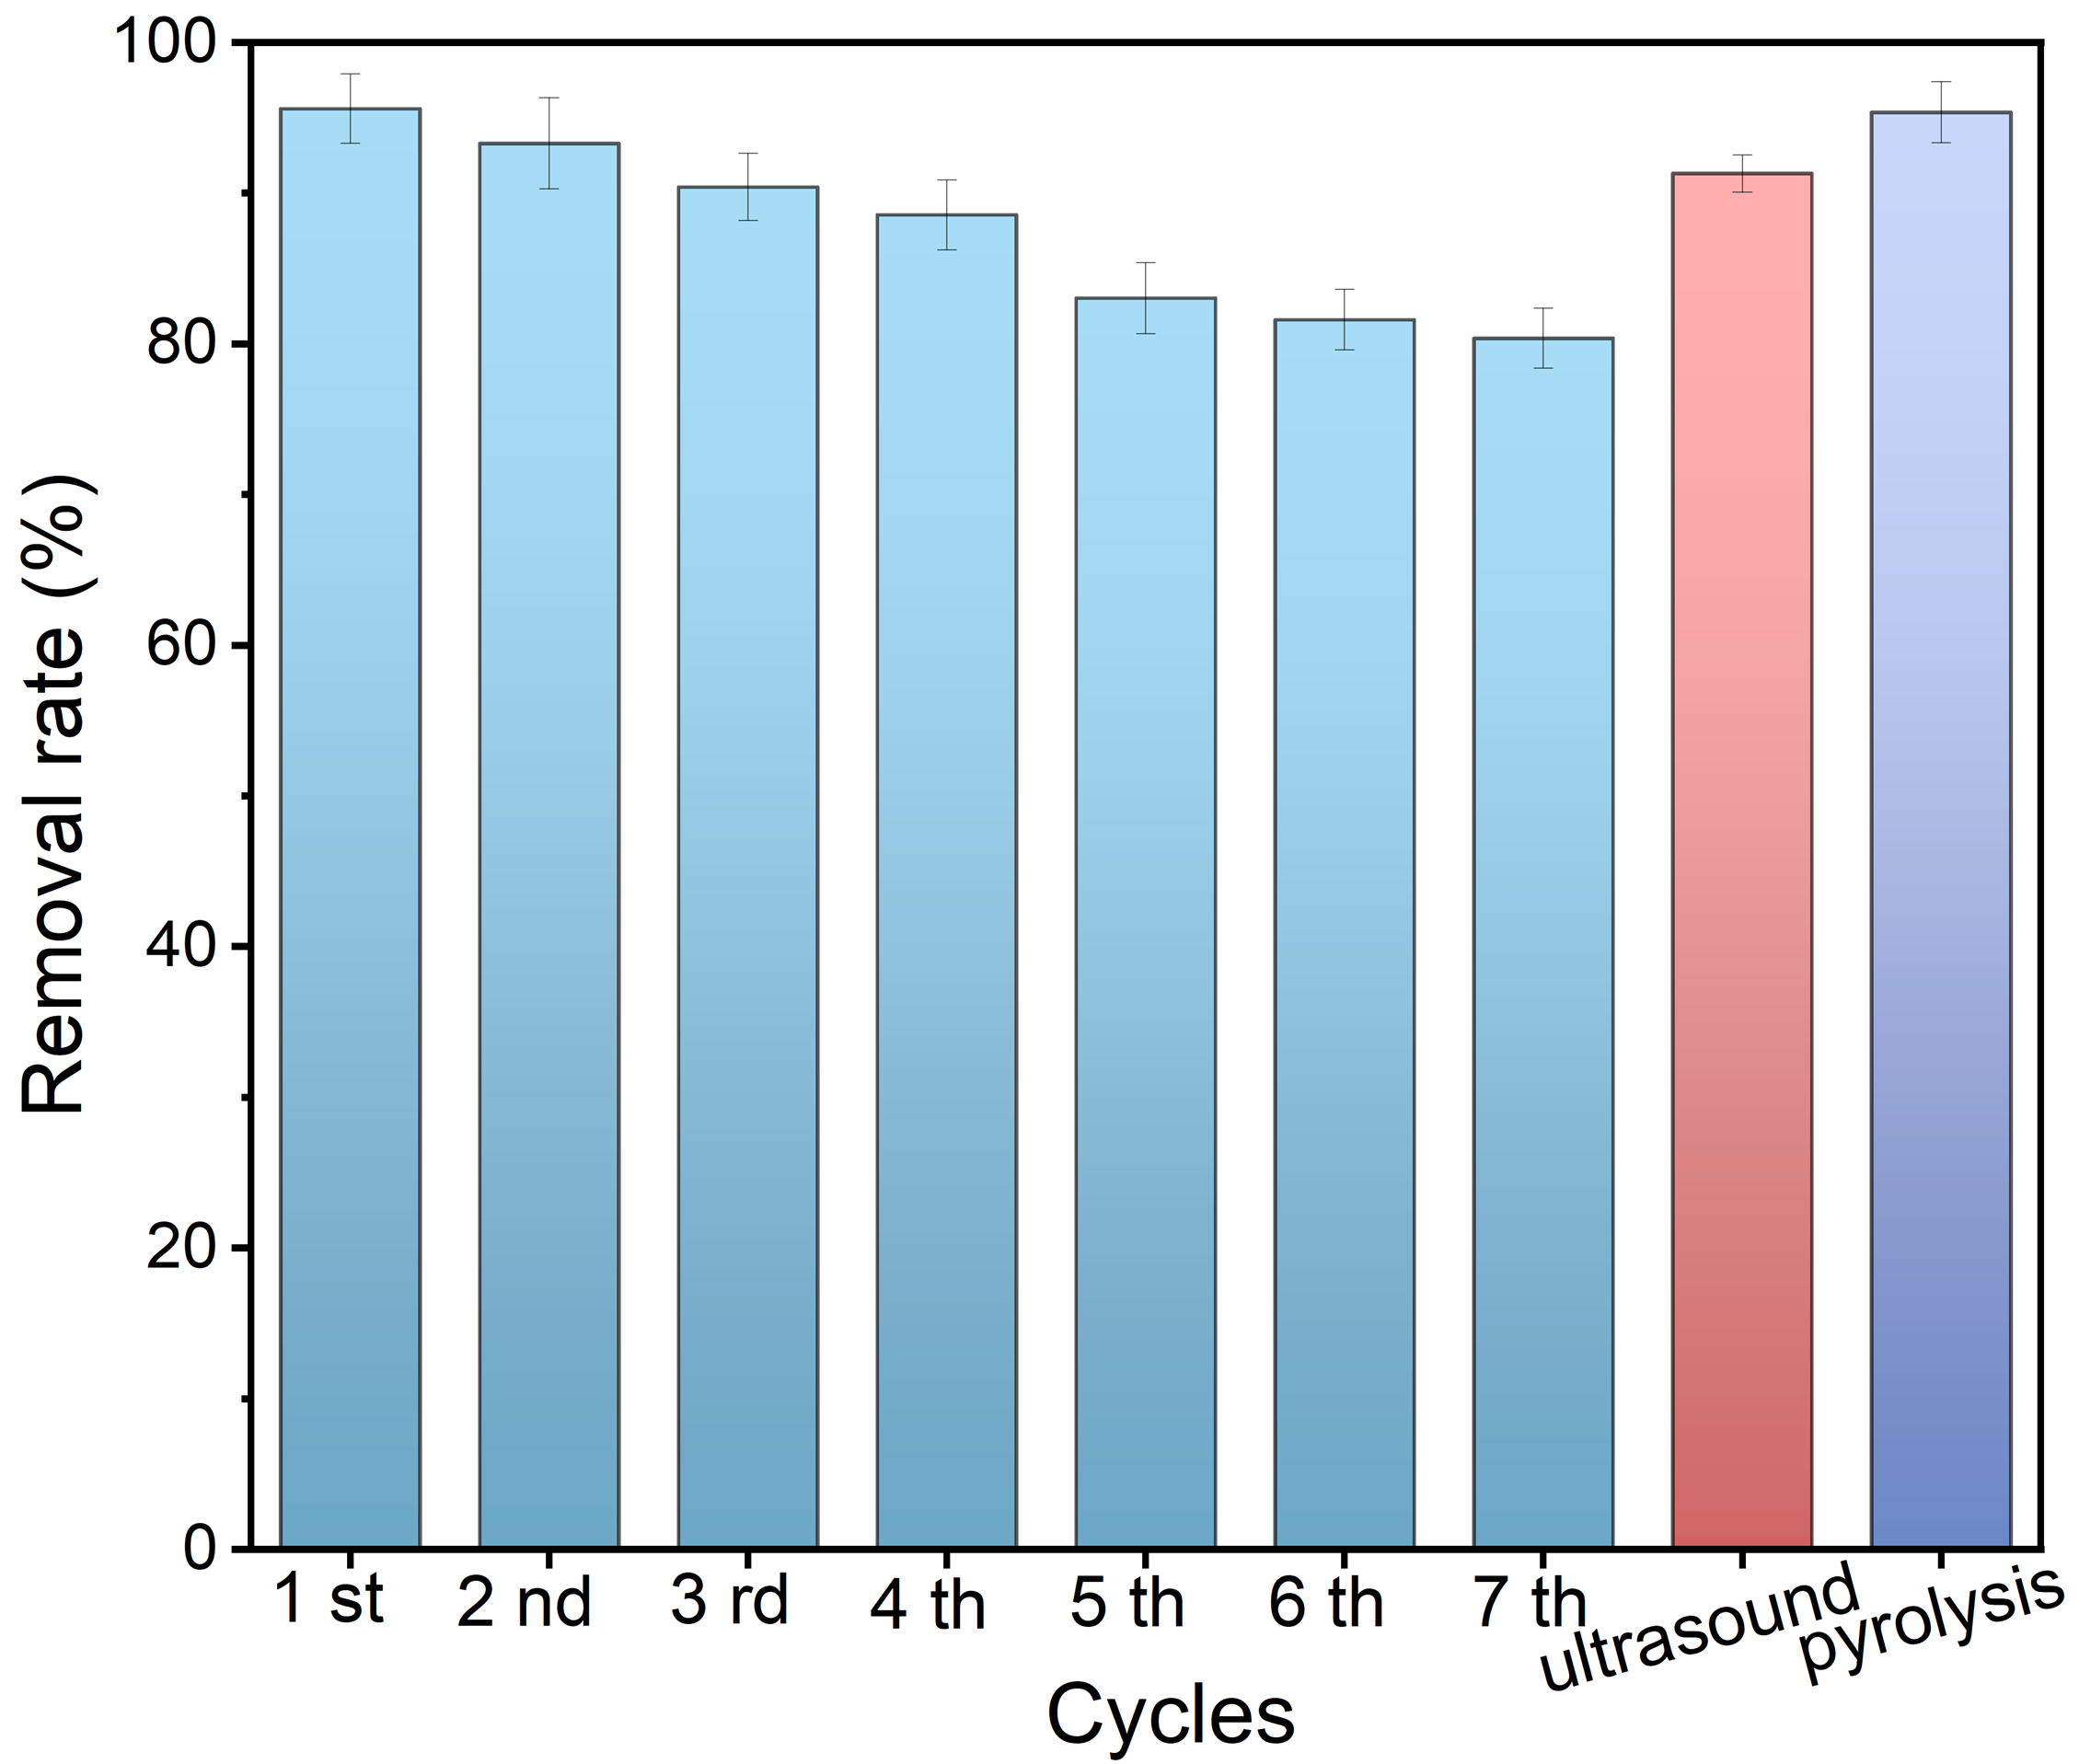 100
80
60
40
20
0
Removal rate (%)
1 st
2 nd
3 rd
4 th
5 th
6 th
7 th
ultrasound
pyrolysis
Cycles